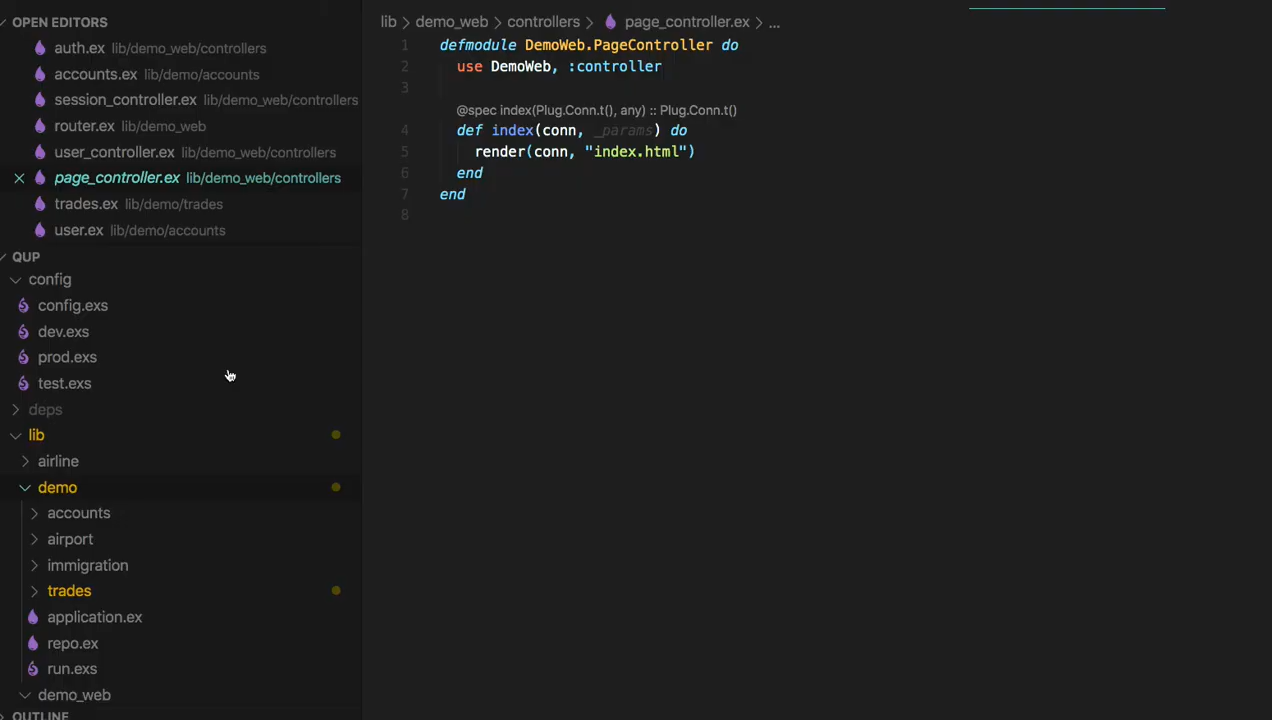 OPEN EDITORS
auth.ex lib/demo_web/controllers
accounts.ex lib/demo/accounts
session_controller.ex lib/demo_web/controllers
router.ex lib/demo_web
user_controller.ex lib/demo_web/controllers
page_controller.ex lib/demo_web/controllers
trades.ex lib/demo/trades
user.ex lib/demo/accounts
QUP
config
config.exs
dev.exs
prod.exs
test.exs
deps
lib
airline
demo
accounts
airport
immigration
trades
application.ex
repo.ex
run.exs
demo_web
OUTLINE
lib > demo_web > controllers > page_controller.ex > ...
1 defmodule DemoWeb.PageController do
2 use DemoWeb, :controller
3
@spec index(Plug.Conn.t(), any) :: Plug.Conn.t()
4 def index(conn, _params) do
5 render(conn, "index.html")
6 end
7 end
8